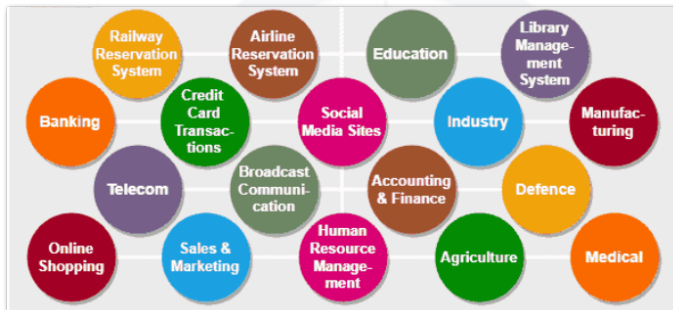 Railway
Reservation
System
Airline
Reservation
System
Education
Library
Manage-
ment
System
Banking
Credit
Card
Transac-
tions
Social
Media Sites
Industry
Manufac-
turing
Telecom
Broadcast
Communi-
cation
Accounting
& Finance
Defence
Online
Shopping
Sales &
Marketing
Human
Resource
Manage-
ment
Agriculture
Medical